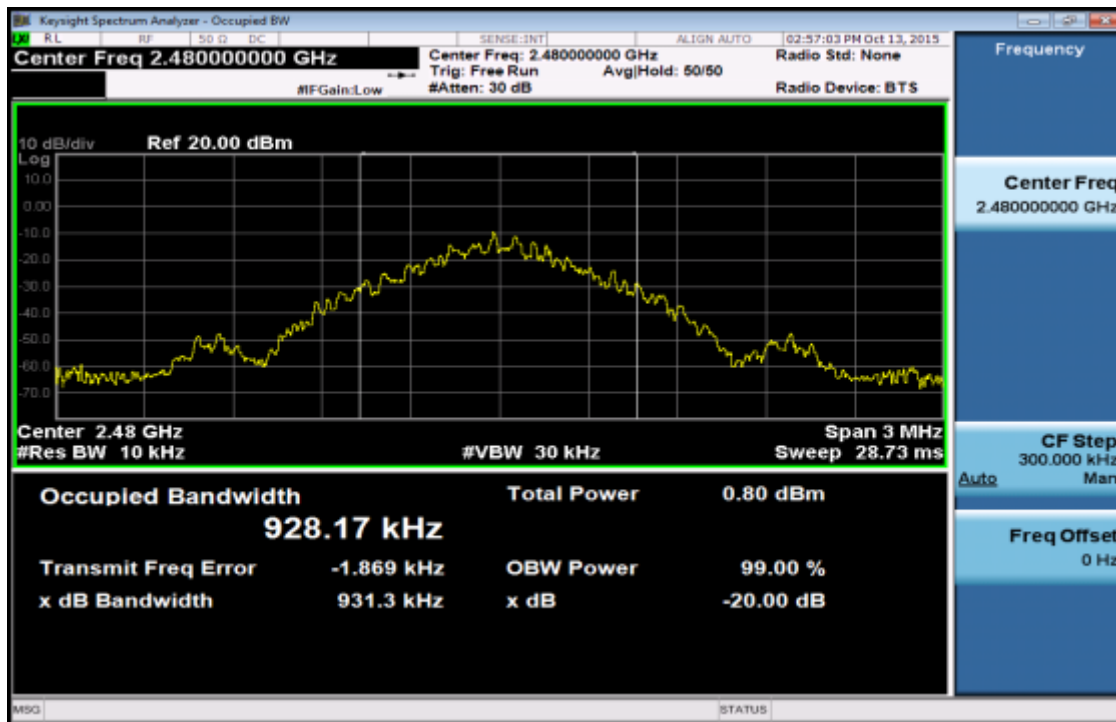 Keysight Spectrum Analyzer - Occupied BW
LXI RL RF 50 Ω DC SENSE:INT ALIGN AUTO 02:57:03 PM Oct 13, 2015
Center Freq 2.480000000 GHz
Center Freq: 2.480000000 GHz Radio Std: None
Trig: Free Run Avg|Hold: 50/50
#IFGain:Low #Atten: 30 dB Radio Device: BTS
10 dB/div Ref 20.00 dBm
Log
10.0
0.00
-10.0
-20.0
-30.0
-40.0
-50.0
-60.0
-70.0
Center 2.48 GHz Span 3 MHz
#Res BW 10 kHz #VBW 30 kHz Sweep 28.73 ms
Occupied Bandwidth Total Power 0.80 dBm
928.17 kHz
Transmit Freq Error -1.869 kHz OBW Power 99.00 %
x dB Bandwidth 931.3 kHz x dB -20.00 dB
MSG STATUS
Frequency
Center Freq
2.480000000 GHz
CF Step
300.000 kHz
Auto Man
Freq Offset
0 Hz